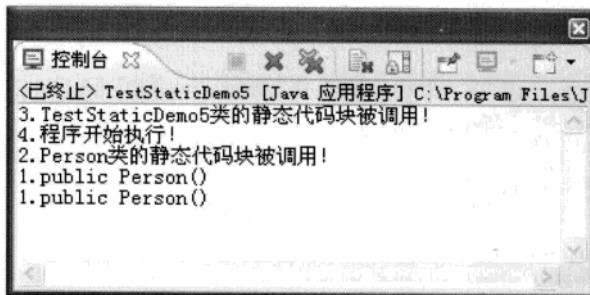 控制台
<已终止> TestStaticDemo5 [Java 应用程序] C:\Program Files\J
3.TestStaticDemo5类的静态代码块被调用!
4.程序开始执行!
2.Person类的静态代码块被调用!
1.public Person()
1.public Person()